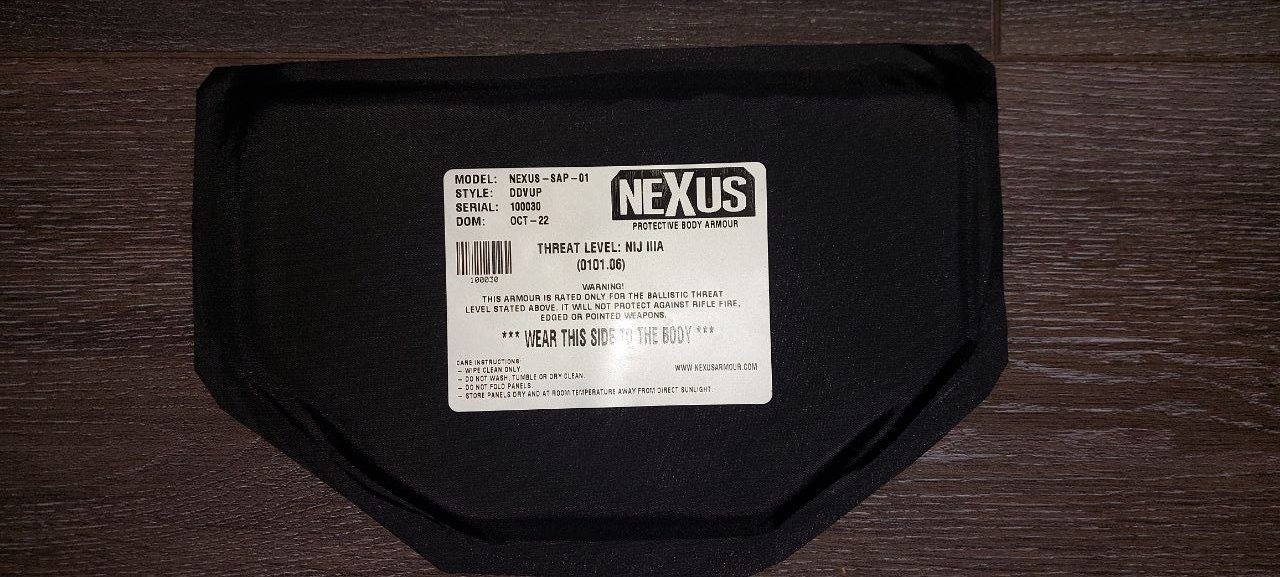 MODEL: NEXUS-SAP-01
STYLE: DDVUP
SERIAL: 100030
DOM: OCT-22
NEXUS
PROTECTIVE BODY ARMOUR
THREAT LEVEL: NIJ IIIA
(0101.06)
100030
WARNING!
THIS ARMOUR IS RATED ONLY FOR THE BALLISTIC THREAT
LEVEL STATED ABOVE. IT WILL NOT PROTECT AGAINST RIFLE FIRE,
EDGED OR POINTED WEAPONS.
*** WEAR THIS SIDE TO THE BODY ***
CARE INSTRUCTIONS
- WIPE CLEAN ONLY.
- DO NOT WASH, TUMBLE OR DRY CLEAN.
- DO NOT FOLD PANELS.
- STORE PANELS DRY AND AT ROOM TEMPERATURE AWAY FROM DIRECT SUNLIGHT.
WWW.NEXUSARMOUR.COM